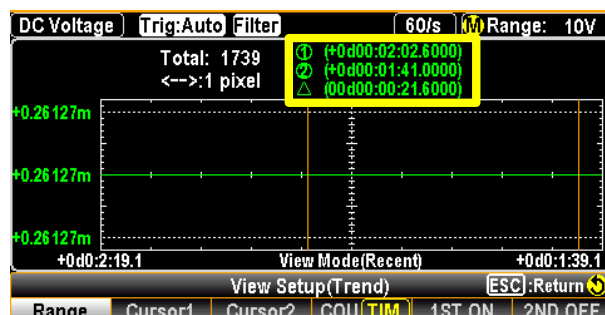 DC Voltage Trig:Auto Filter 60/s M Range: 10V
Total: 1739
<-->:1 pixel
① (+0d00:02:02.6000)
② (+0d00:01:41.0000)
△ (00d00:00:21.6000)
+0.26127m
+0.26127m
+0.26127m
+0d0:2:19.1 View Mode(Recent) +0d0:1:39.1
View Setup(Trend) ESC:Return
Range Cursor1 Cursor2 COU TIM 1ST ON 2ND OFF